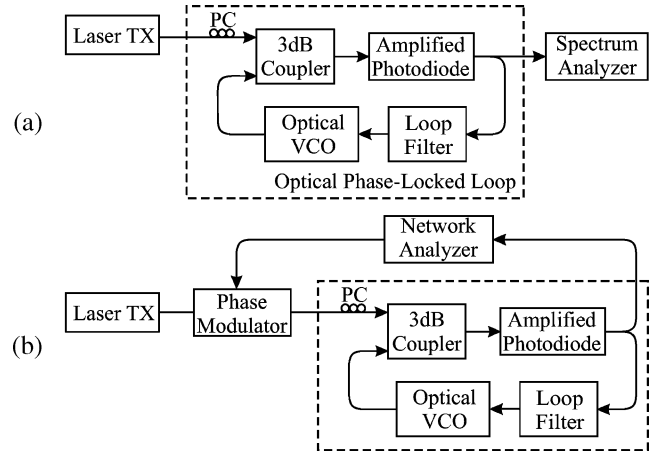 PC
Laser TX
3dB
Coupler
Amplified
Photodiode
Spectrum
Analyzer
(a)
Optical
VCO
Loop
Filter
Optical Phase-Locked Loop
Network
Analyzer
PC
Laser TX
Phase
Modulator
3dB
Coupler
Amplified
Photodiode
(b)
Optical
VCO
Loop
Filter